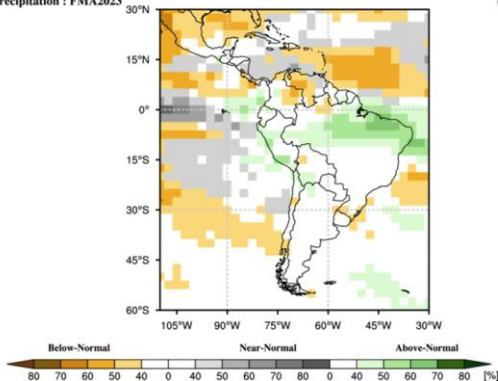 recipitation : FMA2023
30°N
15°N
0°
15°S
30°S
45°S
60°S
105°W 90°W 75°W 60°W 45°W 30°W
Below-Normal Near-Normal Above-Normal
80 70 60 50 40 0 40 50 60 70 80 0 40 50 60 70 80 [%]